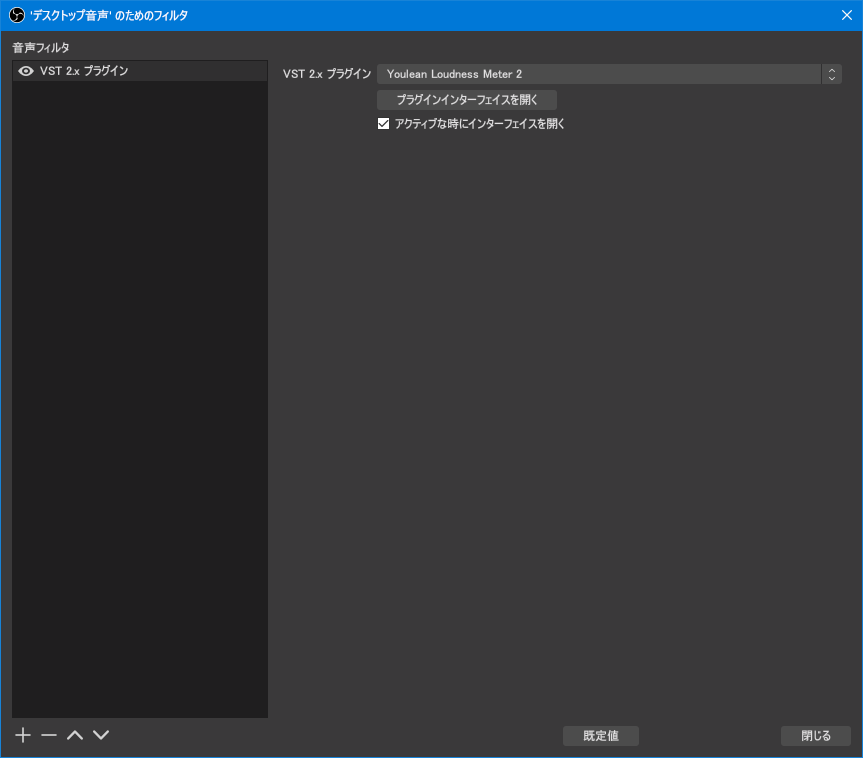 'デスクトップ音声' のためのフィルタ
音声フィルタ
VST 2.x プラグイン
VST 2.x プラグイン Youlean Loudness Meter 2
プラグインインターフェイスを開く
アクティブな時にインターフェイスを開く
既定値 閉じる